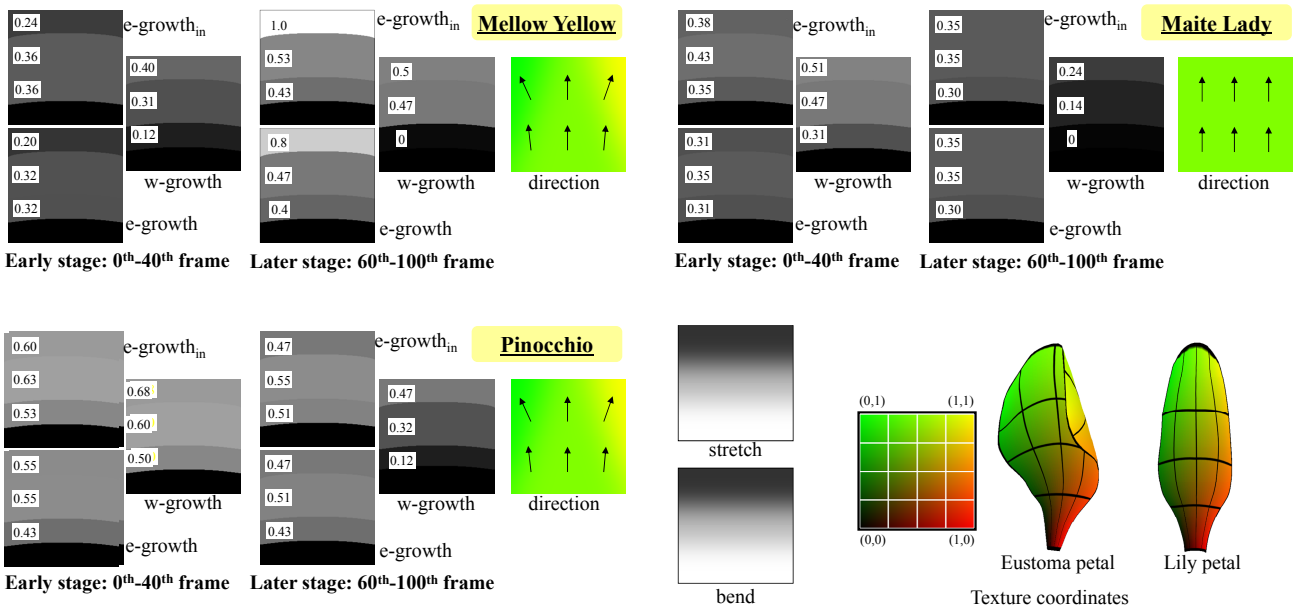 Mellow Yellow
0.24
0.36
0.36
e-growthin
0.40
0.31
0.12
w-growth
0.20
0.32
0.32
e-growth
Early stage: 0th-40th frame
1.0
0.53
0.43
e-growthin
0.5
0.47
0
w-growth
0.8
0.47
0.4
e-growth
Later stage: 60th-100th frame
direction
Maite Lady
0.38
0.43
0.35
e-growthin
0.51
0.47
0.31
w-growth
0.31
0.35
0.31
e-growth
Early stage: 0th-40th frame
0.35
0.35
0.30
e-growthin
0.24
0.14
0
w-growth
0.35
0.35
0.30
e-growth
Later stage: 60th-100th frame
direction
Pinocchio
0.60
0.63
0.53
e-growthin
0.68
0.60
0.50
w-growth
0.55
0.55
0.43
e-growth
Early stage: 0th-40th frame
0.47
0.55
0.51
e-growthin
0.47
0.32
0.12
w-growth
0.47
0.51
0.43
e-growth
Later stage: 60th-100th frame
direction
stretch
bend
(0,1)
(1,1)
(0,0)
(1,0)
Eustoma petal
Lily petal
Texture coordinates